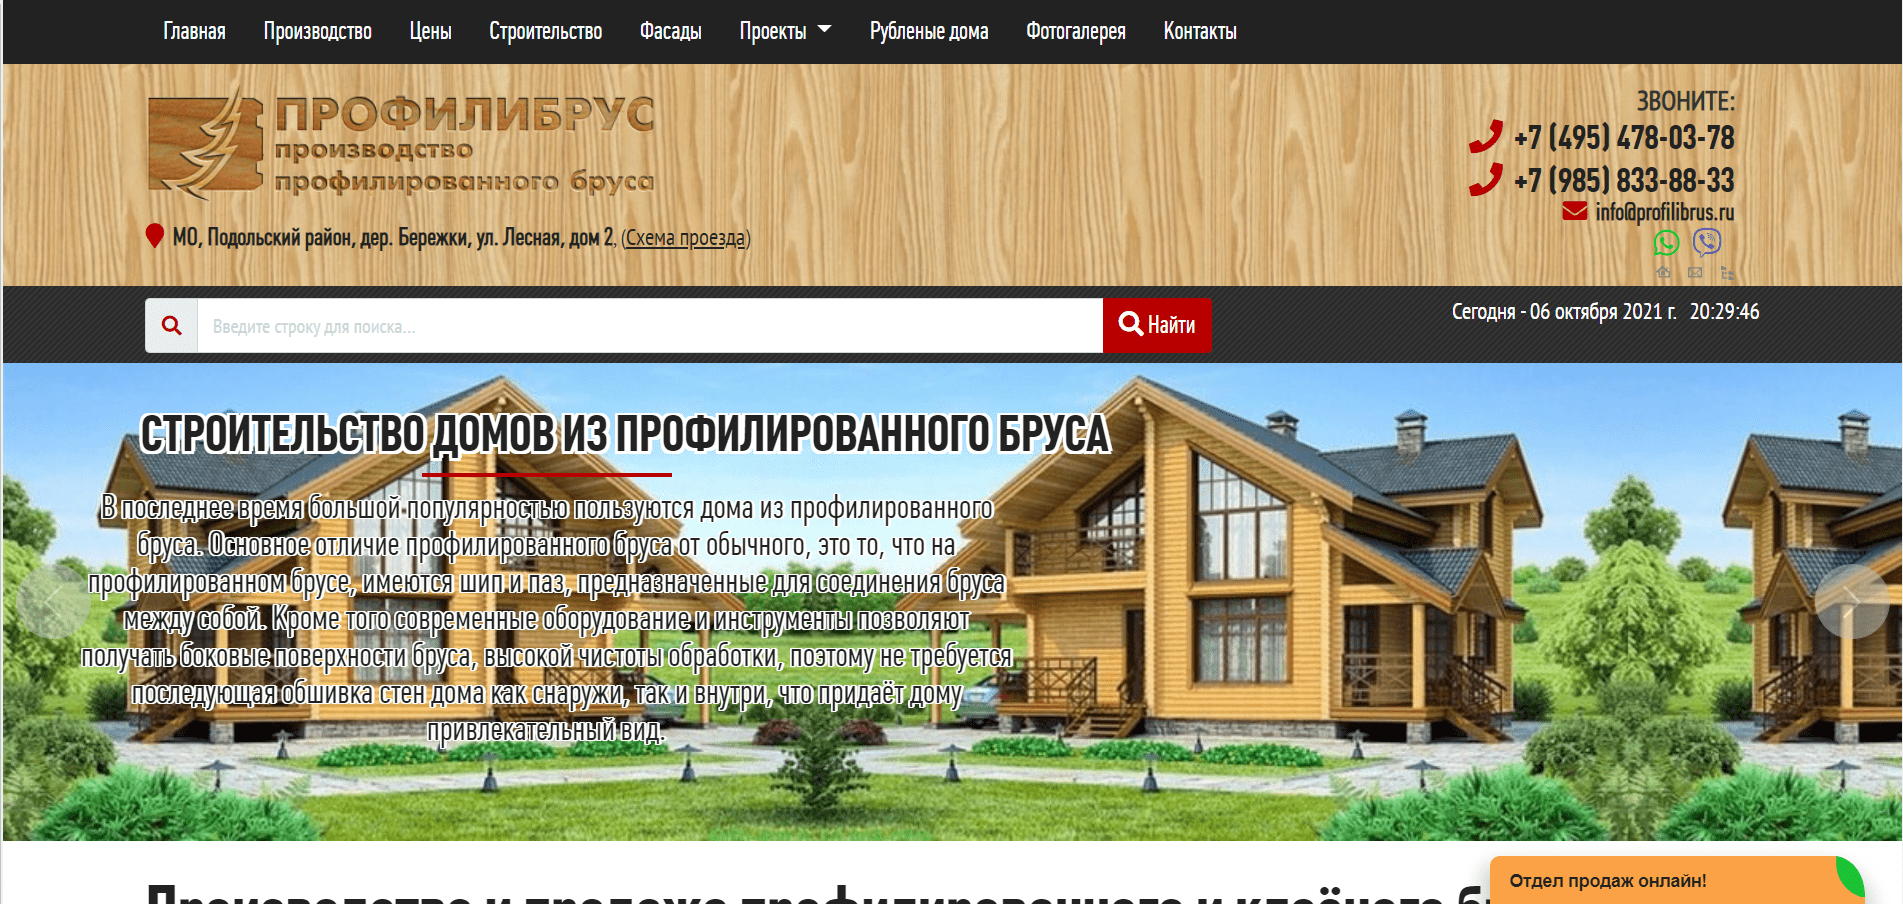 Главная Производство Цены Строительство Фасады Проекты Рубленые дома Фотогалерея Контакты
ПРОФИЛИБРУС
производство
профилированного бруса
МО, Подольский район, дер. Бережки, ул. Лесная, дом 2, (Схема проезда)
ЗВОНИТЕ:
+7 (495) 478-03-78
+7 (985) 833-88-33
info@profilibrus.ru
Введите строку для поиска...
Найти
Сегодня - 06 октября 2021 г. 20:29:46
СТРОИТЕЛЬСТВО ДОМОВ ИЗ ПРОФИЛИРОВАННОГО БРУСА
В последнее время большой популярностью пользуются дома из профилированного
бруса. Основное отличие профилированного бруса от обычного, это то, что на
профилированном брусе, имеются шип и паз, предназначенные для соединения бруса
между собой. Кроме того современные оборудование и инструменты позволяют
получать боковые поверхности бруса, высокой чистоты обработки, поэтому не требуется
последующая обшивка стен дома как снаружи, так и внутри, что придаёт дому
привлекательный вид.
Производство и продажа профилированного и клеёного
Отдел продаж онлайн!